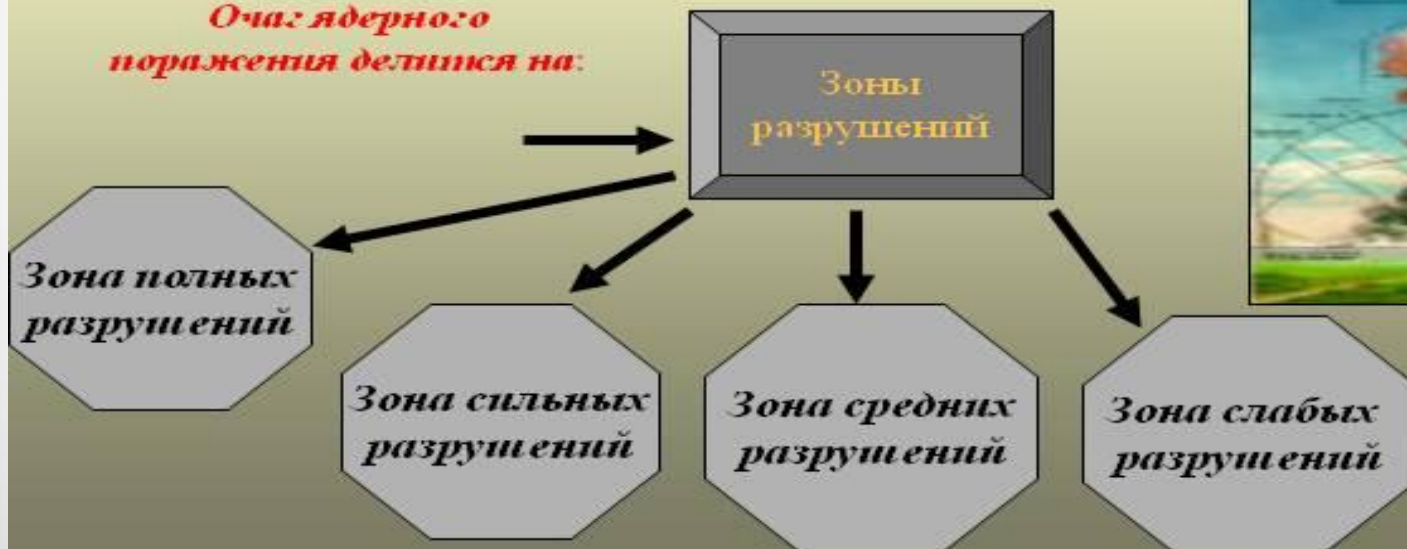 Очаг ядерного
поражения делится на:
Зоны
разрушений
Зона полных
разрушений
Зона сильных
разрушений
Зона средних
разрушений
Зона слабых
разрушений